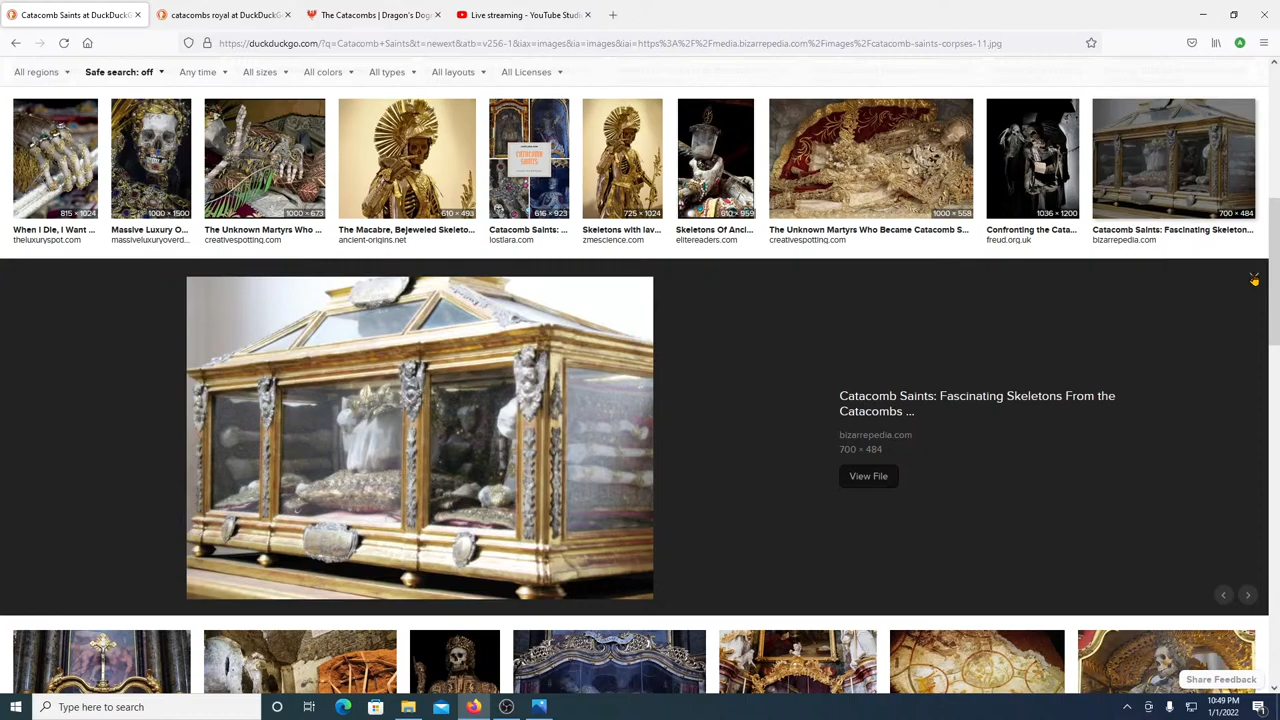 Catacomb Saints at DuckDuckG
catacombs royal at DuckDuckGo
The Catacombs | Dragon's Dogm
Live streaming - YouTube Studio
https://duckduckgo.com/?q=Catacomb+Saints&t=newext&atb=v256-1&iax=images&ia=images&iai=https%3A%2F%2Fmedia.bizarrepedia.com%2Fimages%2Fcatacomb-saints-corpses-11.jpg
A
All regions
Safe search: off
Any time
All sizes
All colors
All types
All layouts
All Licenses
815 × 1024
1000 × 1500
1000 × 673
610 × 493
CATACOMB SAINTS
616 × 923
725 × 1024
610 × 959
1000 × 558
1036 × 1200
700 × 484
When I Die, I Want ...
Massive Luxury O...
The Unknown Martyrs Who ...
The Macabre, Bejeweled Skeleto...
Catacomb Saints: ...
Skeletons with lav...
Skeletons Of Anci...
The Unknown Martyrs Who Became Catacomb S...
Confronting the Cata...
Catacomb Saints: Fascinating Skeleton...
theluxuryspot.com
massiveluxuryoverd...
creativespotting.com
ancient-origins.net
lostlara.com
zmescience.com
elitereaders.com
creativespotting.com
freud.org.uk
bizarrepedia.com
Catacomb Saints: Fascinating Skeletons From the
Catacombs ...
bizarrepedia.com
700 × 484
View File
Share Feedback
Type here to search
10:49 PM
1/1/2022
1